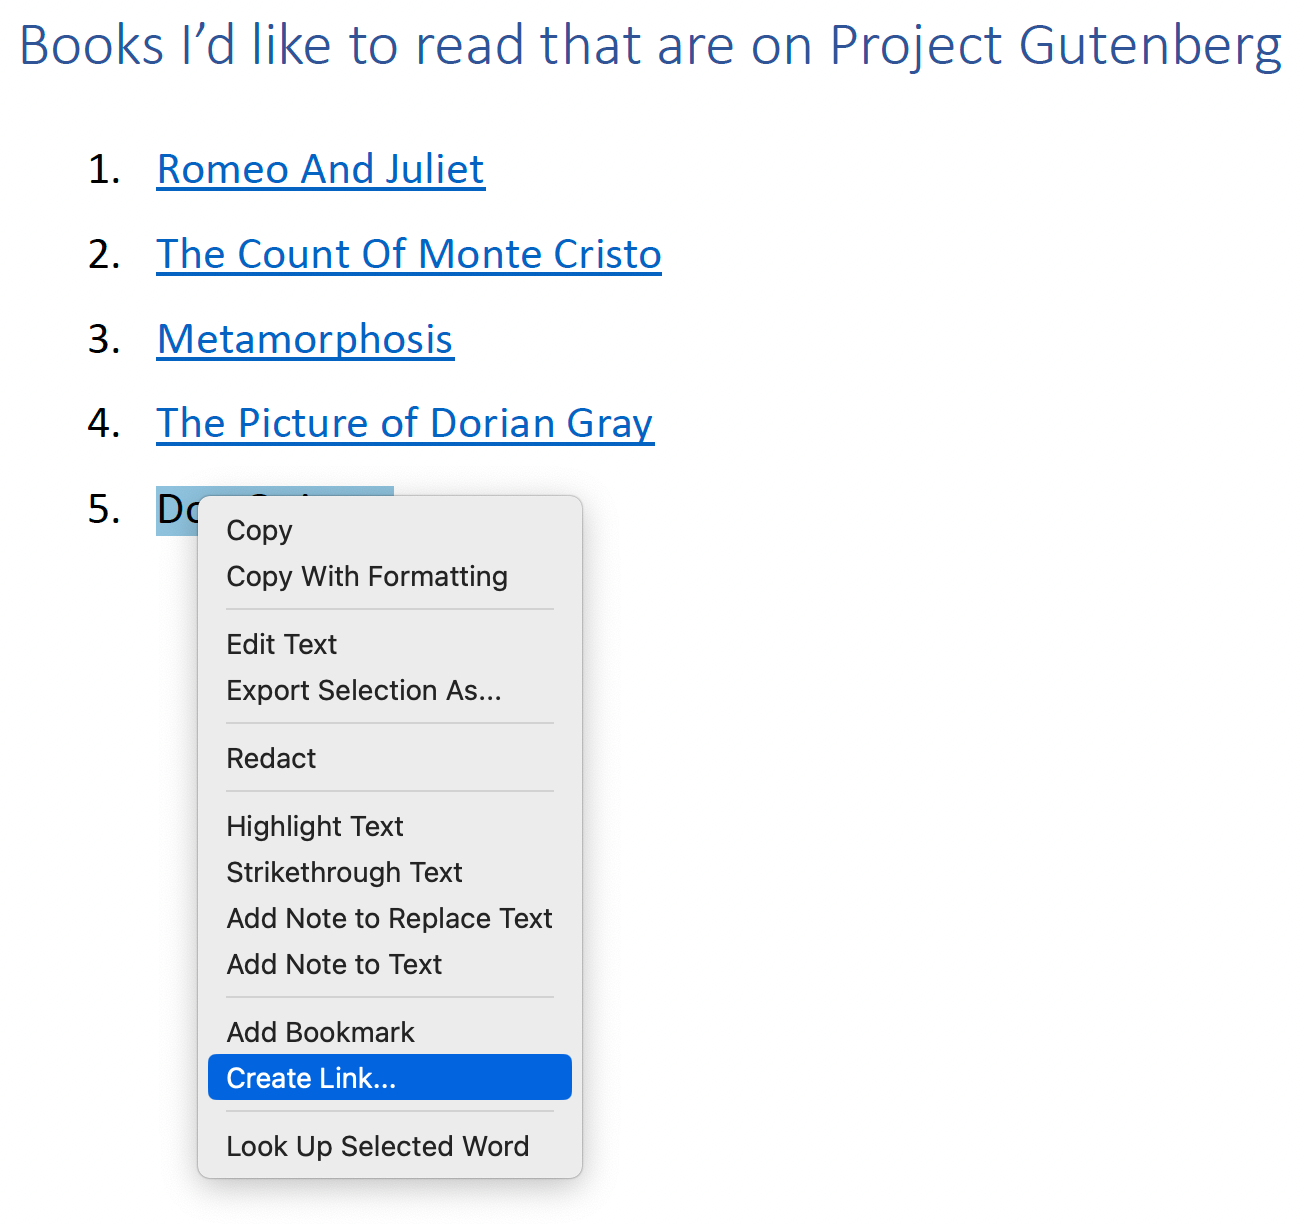 Books I’d like to read that are on Project Gutenberg
1. Romeo And Juliet
2. The Count Of Monte Cristo
3. Metamorphosis
4. The Picture of Dorian Gray
5.
Copy
Copy With Formatting
Edit Text
Export Selection As...
Redact
Highlight Text
Strikethrough Text
Add Note to Replace Text
Add Note to Text
Add Bookmark
Create Link...
Look Up Selected Word